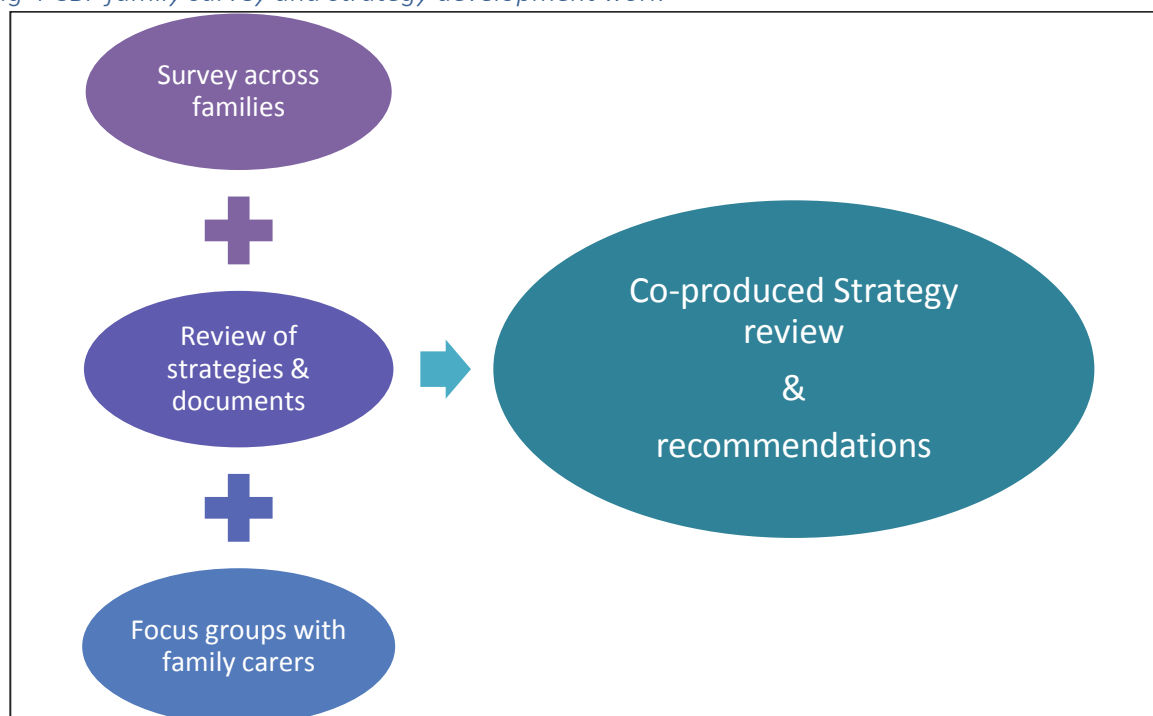 Survey across
families
Review of
strategies &
documents
Focus groups with
family carers
Co-produced Strategy
review
&
recommendations